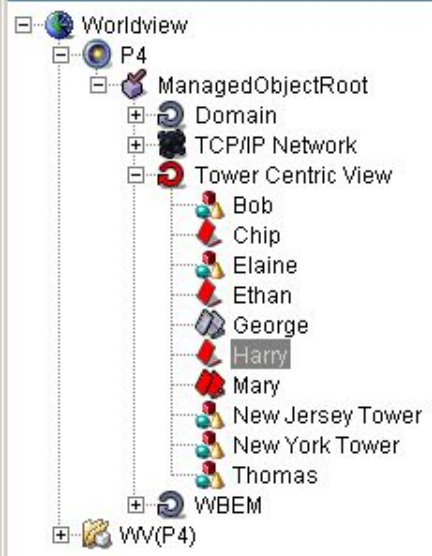 Worldview
P4
ManagedObjectRoot
Domain
TCP/IP Network
Tower Centric View
Bob
Chip
Elaine
Ethan
George
Harry
Mary
New Jersey Tower
New York Tower
Thomas
WBEM
WV(P4)